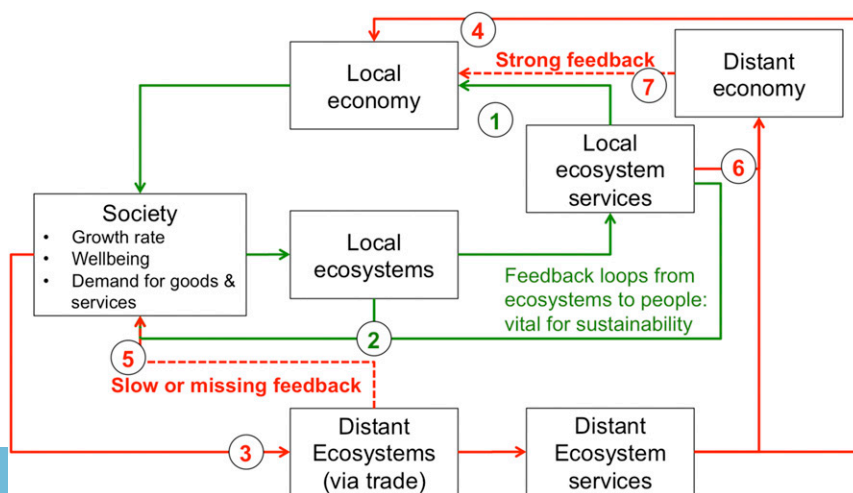 4
Strong feedback
7
Local
economy
Distant
economy
1
Local
ecosystem
services
6
Society
• Growth rate
• Wellbeing
• Demand for goods &
services
Local
ecosystems
Feedback loops from
ecosystems to people:
vital for sustainability
2
5
Slow or missing feedback
3
Distant
Ecosystems
(via trade)
Distant
Ecosystem
services